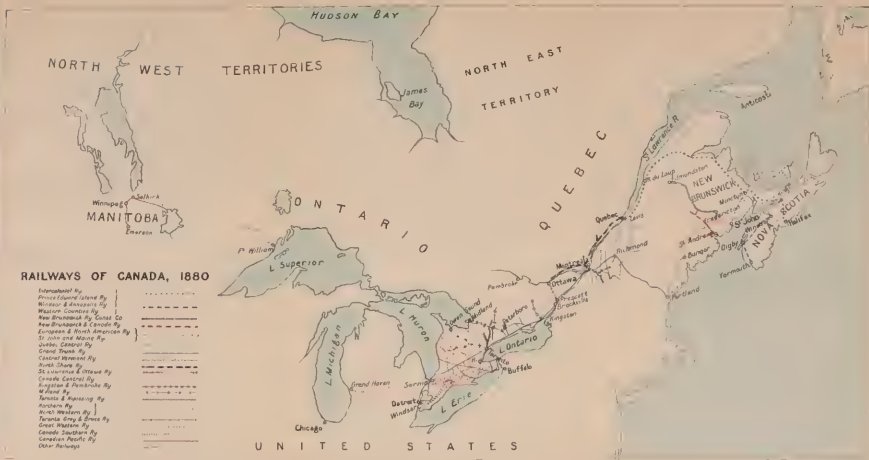 HUDSON BAY
NORTH WEST TERRITORIES
NORTH EAST TERRITORY
James Bay
Anticosti
St Lawrence R
QUEBEC
ONTARIO
R. du Loup
Edmundston
NEW BRUNSWICK
Moncton
Fredericton
St John
St Andrews
Bangor
Digby
Annapolis
NOVA SCOTIA
Halifax
Yarmouth
Portland
Quebec
Levis
Richmond
Montreal
Ottawa
Pembroke
Prescott
Brockville
Kingston
Winnipeg
Selkirk
MANITOBA
Emerson
Ft William
L Superior
L Huron
L Michigan
Owen Sound
Midland
Peterboro
L Ontario
Buffalo
L Erie
Sarnia
Detroit
Windsor
Grand Haven
Chicago
UNITED STATES
RAILWAYS OF CANADA, 1880
Intercolonial Ry
Prince Edward Island Ry
Windsor & Annapolis Ry
Western Counties Ry
New Brunswick Ry
New Brunswick & Canada Ry
European & North American Ry
St John and Maine Ry
Quebec Central Ry
Grand Trunk Ry
Central Vermont Ry
North Shore Ry
St Lawrence & Ottawa Ry
Canada Central Ry
Kingston & Pembroke Ry
Midland Ry
Toronto & Nipissing Ry
Northern Ry
North Western Ry
Toronto Grey & Bruce Ry
Great Western Ry
Canada Southern Ry
Canadian Pacific Ry
Other Railways